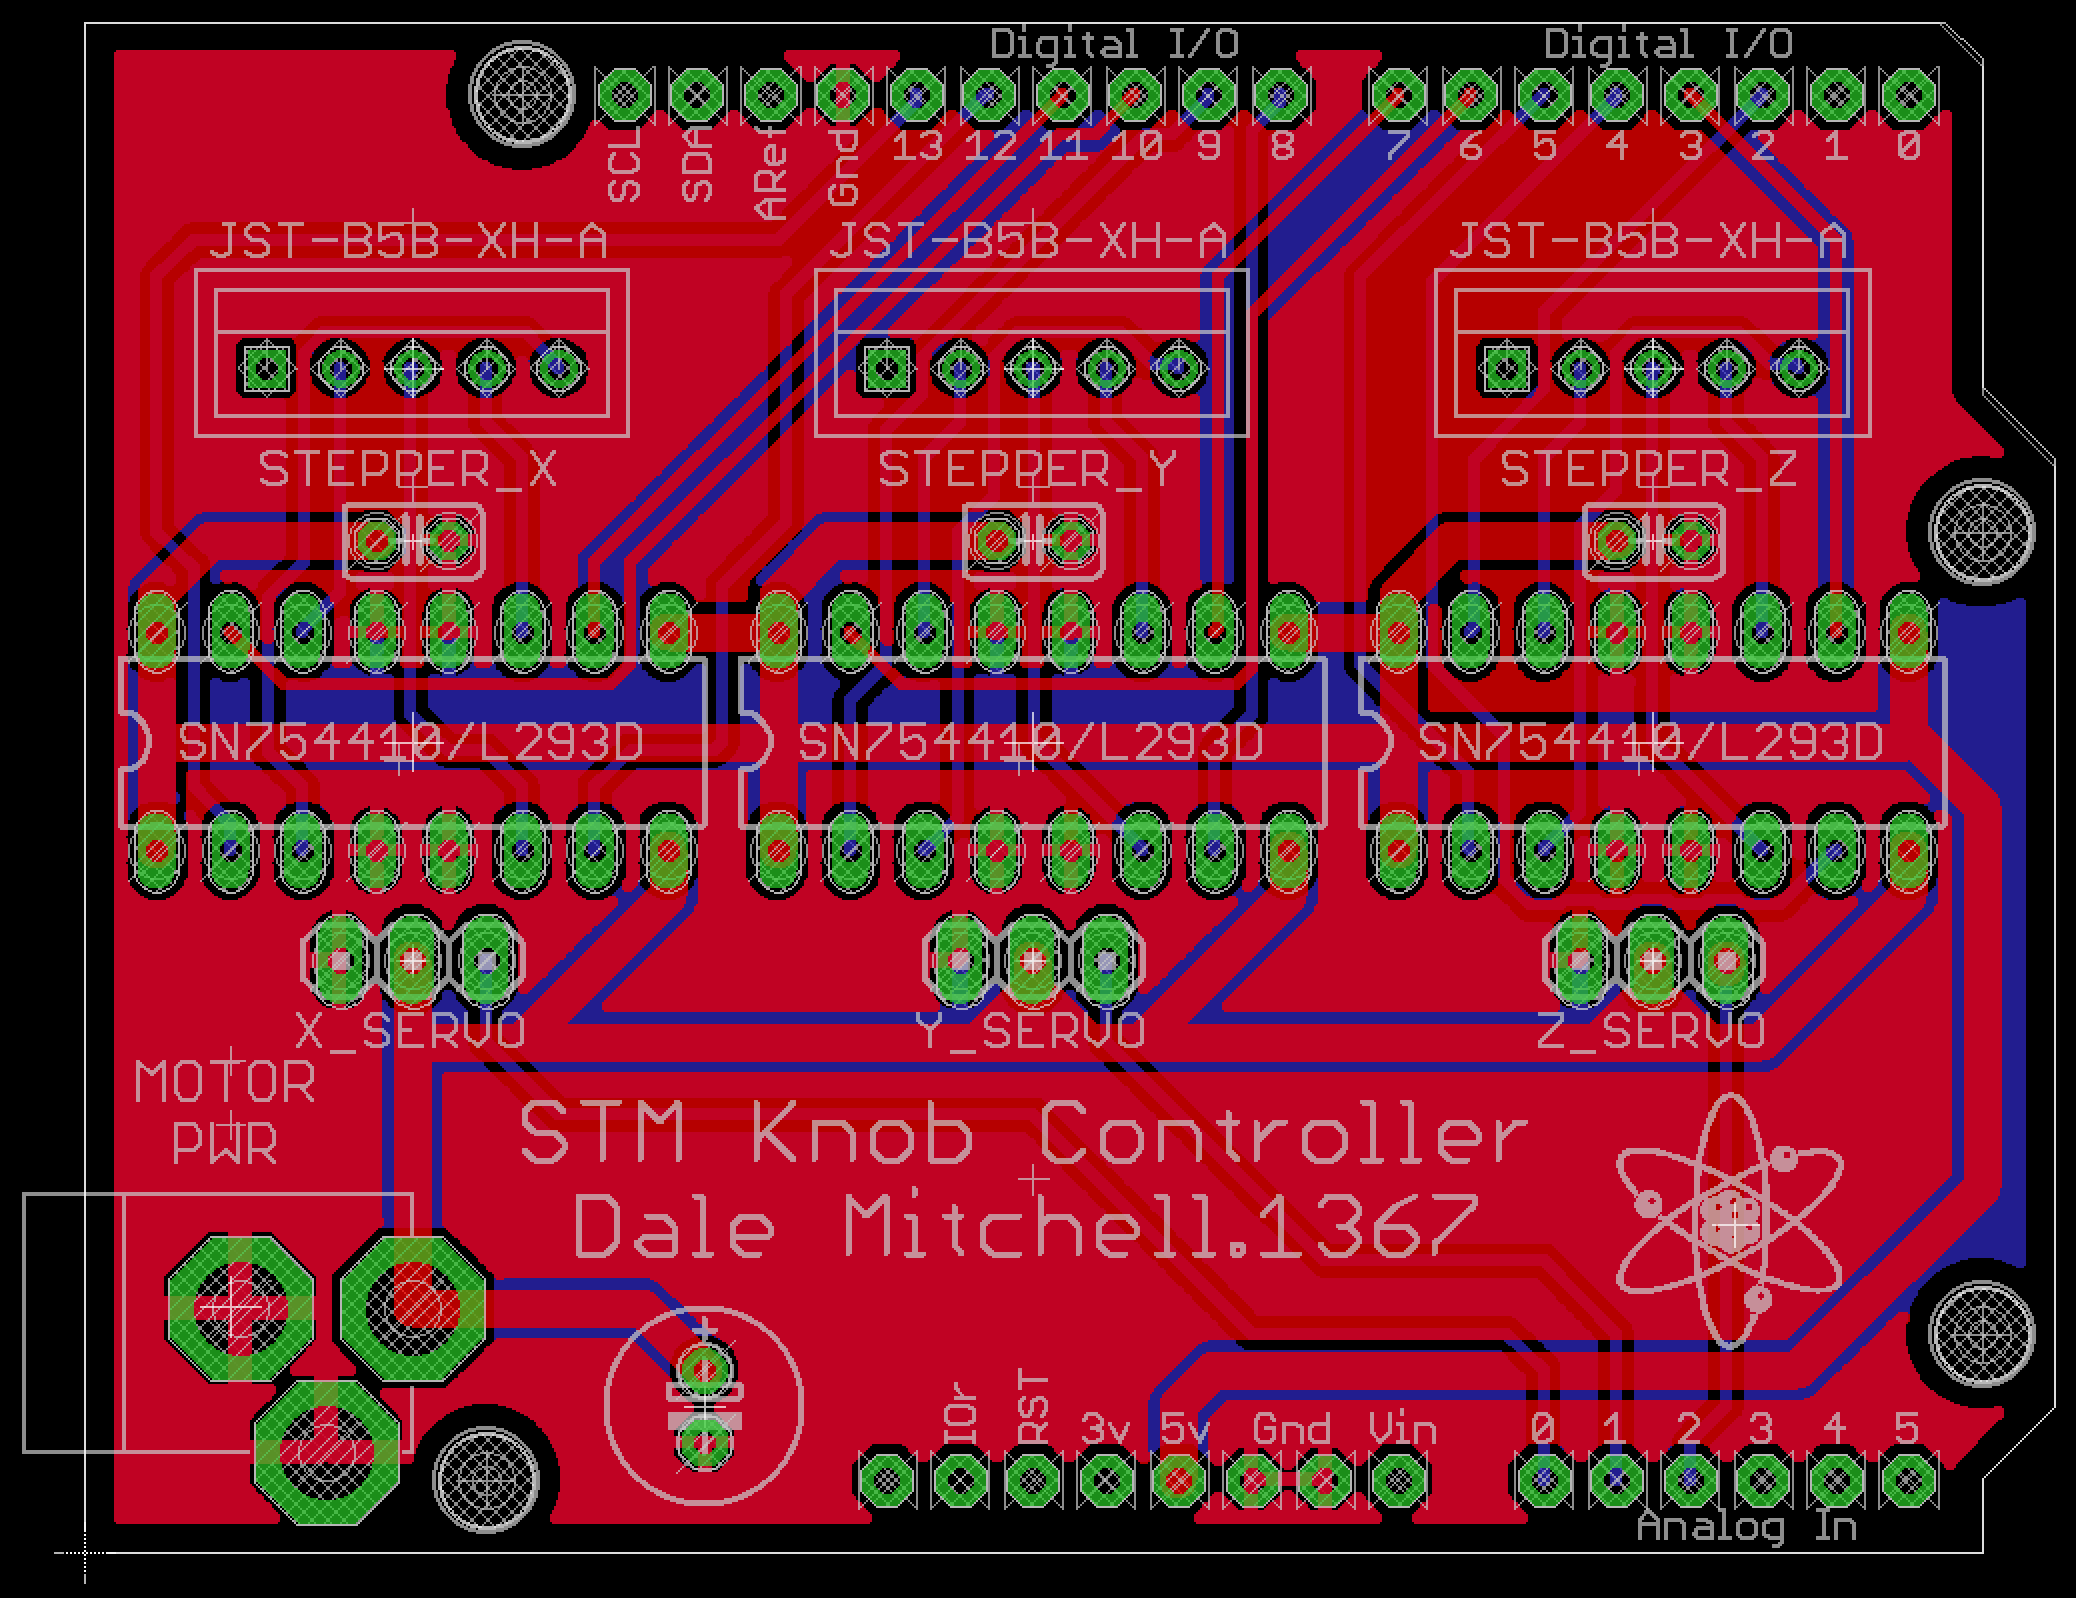 Digital I/O Digital I/O
SCL SDA ARef Gnd 13 12 11 10 9 8 7 6 5 4 3 2 1 0
JST-B5B-XH-A JST-B5B-XH-A JST-B5B-XH-A
STEPPER_X STEPPER_Y STEPPER_Z
SN754410/L293D SN754410/L293D SN754410/L293D
X_SERVO Y_SERVO Z_SERVO
MOTOR
PWR
STM Knob Controller
Dale Mitchell.1367
+
IOr RST 3v 5v Gnd Vin 0 1 2 3 4 5
Analog In